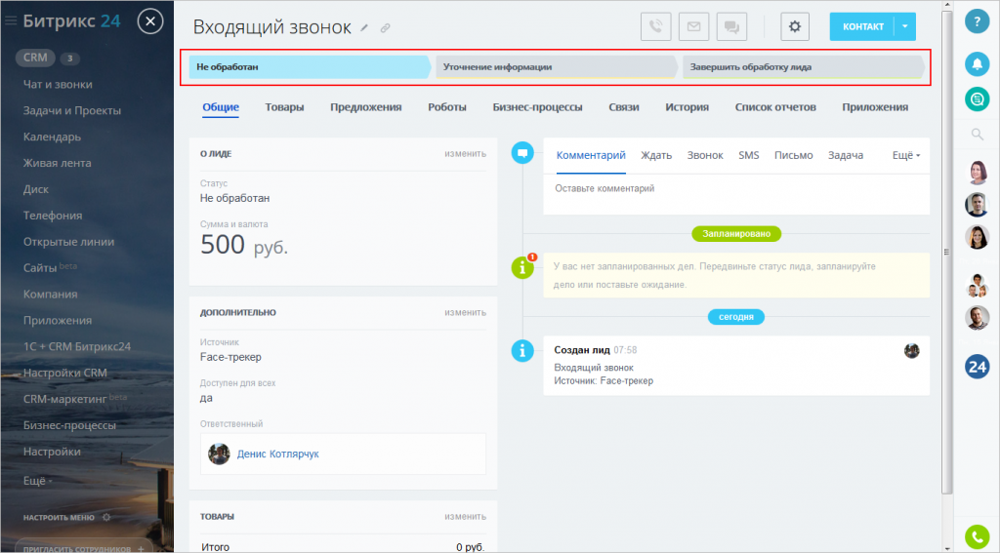 Битрикс 24
CRM 3
Чат и звонки
Задачи и Проекты
Календарь
Живая лента
Диск
Телефония
Открытые линии
Сайты beta
Компания
Приложения
1С + CRM Битрикс24
Настройки CRM
CRM-маркетинг beta
Бизнес-процессы
Настройки
Ещё
НАСТРОИТЬ МЕНЮ
ПРИГЛАСИТЬ СОТРУДНИКОВ +
Входящий звонок
КОНТАКТ
Не обработан
Уточнение информации
Завершить обработку лида
Общие Товары Предложения Роботы Бизнес-процессы Связи История Список отчетов Приложения
О ЛИДЕ изменить
Статус
Не обработан
Сумма и валюта
500 руб.
ДОПОЛНИТЕЛЬНО изменить
Источник
Face-трекер
Доступен для всех
да
Ответственный
Денис Котлярчук
ТОВАРЫ изменить
Итого 0 руб.
Комментарий Ждать Звонок SMS Письмо Задача Ещё
Оставьте комментарий
Запланировано
1
У вас нет запланированных дел. Передвиньте статус лида, запланируйте
дело или поставьте ожидание.
сегодня
Создан лид 07:58
Входящий звонок
Источник: Face-трекер
?
24